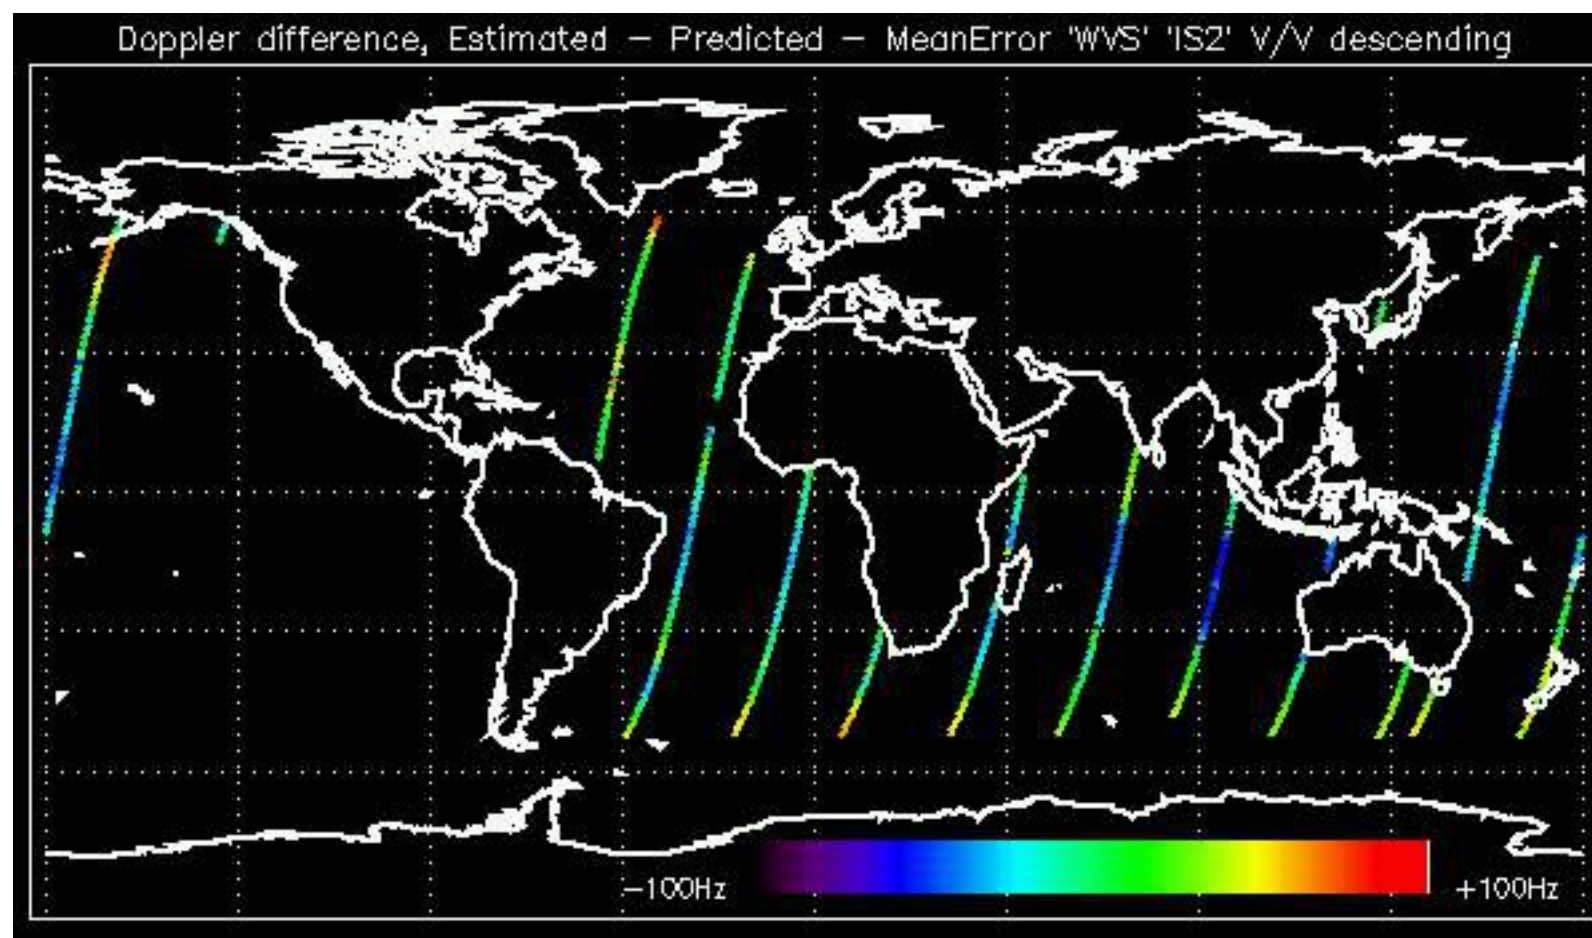 Doppler difference, Estimated – Predicted – MeanError 'WVS' 'IS2' V/V descending
–100Hz +100Hz